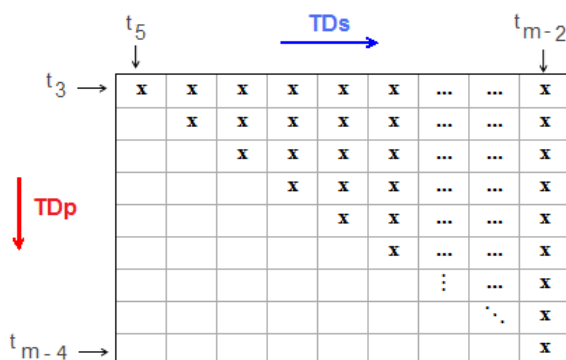 t5 TDs tm-2
t3 x x x x x x ... ... x
x x x x x ... ... x
x x x x ... ... x
x x x ... ... x
TDp x x ... ... x
x ... ... x
⋮ ... x
⋱ x
tm-4 x